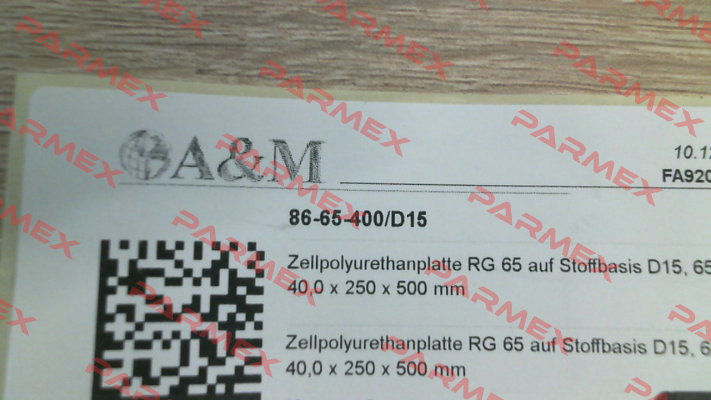 A&M
10.1
FA920
86-65-400/D15
Zellpolyurethanplatte RG 65 auf Stoffbasis D15, 65
40,0 x 250 x 500 mm
Zellpolyurethanplatte RG 65 auf Stoffbasis D15, 6
40,0 x 250 x 500 mm
PARMEX